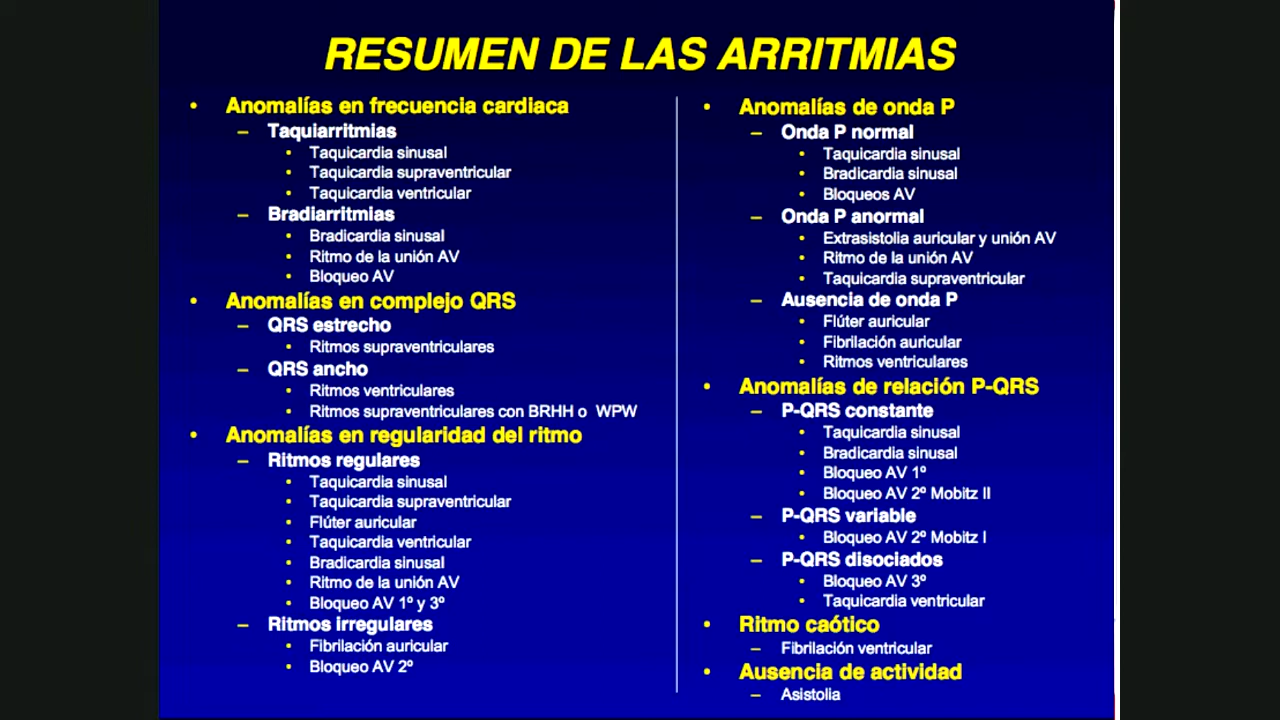 RESUMEN DE LAS ARRITMIAS
• Anomalías en frecuencia cardiaca
– Taquiarritmias
• Taquicardia sinusal
• Taquicardia supraventricular
• Taquicardia ventricular
– Bradiarritmias
• Bradicardia sinusal
• Ritmo de la unión AV
• Bloqueo AV
• Anomalías en complejo QRS
– QRS estrecho
• Ritmos supraventriculares
– QRS ancho
• Ritmos ventriculares
• Ritmos supraventriculares con BRHH o WPW
• Anomalías en regularidad del ritmo
– Ritmos regulares
• Taquicardia sinusal
• Taquicardia supraventricular
• Flúter auricular
• Taquicardia ventricular
• Bradicardia sinusal
• Ritmo de la unión AV
• Bloqueo AV 1º y 3º
– Ritmos irregulares
• Fibrilación auricular
• Bloqueo AV 2º
• Anomalías de onda P
– Onda P normal
• Taquicardia sinusal
• Bradicardia sinusal
• Bloqueos AV
– Onda P anormal
• Extrasistolia auricular y unión AV
• Ritmo de la unión AV
• Taquicardia supraventricular
– Ausencia de onda P
• Flúter auricular
• Fibrilación auricular
• Ritmos ventriculares
• Anomalías de relación P-QRS
– P-QRS constante
• Taquicardia sinusal
• Bradicardia sinusal
• Bloqueo AV 1º
• Bloqueo AV 2º Mobitz II
– P-QRS variable
• Bloqueo AV 2º Mobitz I
– P-QRS disociados
• Bloqueo AV 3º
• Taquicardia ventricular
• Ritmo caótico
– Fibrilación ventricular
• Ausencia de actividad
– Asistolia